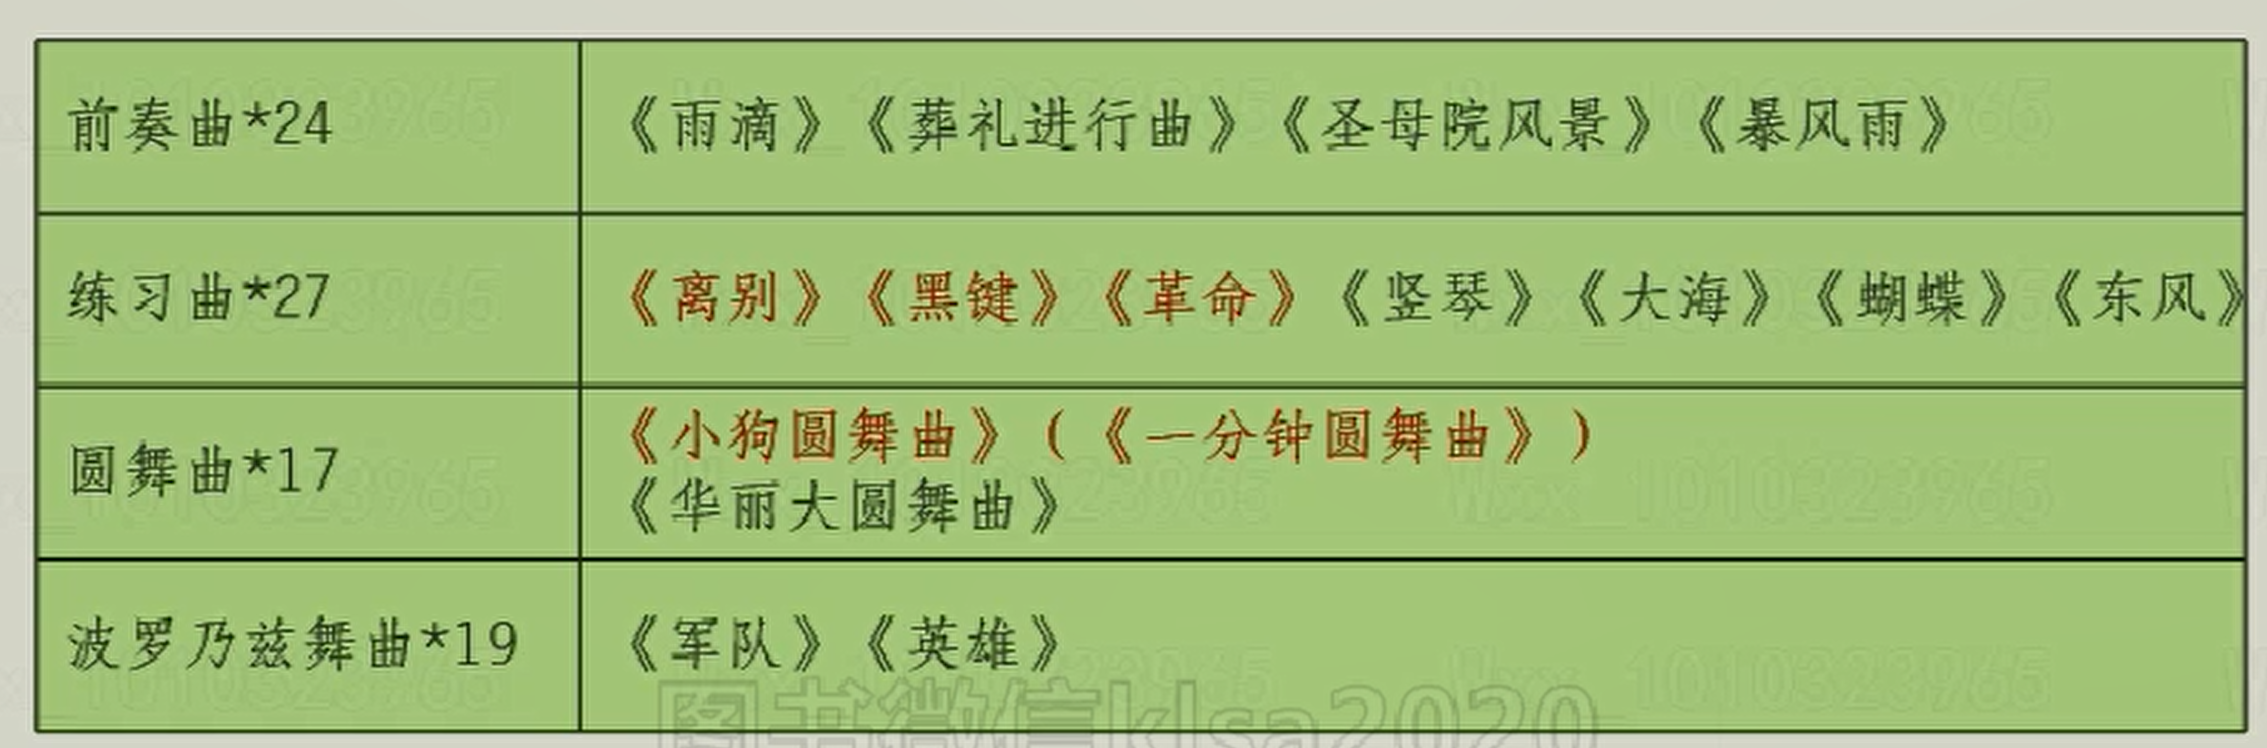 前奏曲*24
《雨滴》《葬礼进行曲》《圣母院风景》《暴风雨》
练习曲*27
《离别》《黑键》《革命》《竖琴》《大海》《蝴蝶》《东风》
圆舞曲*17
《小狗圆舞曲》(《一分钟圆舞曲》)
《华丽大圆舞曲》
波罗乃兹舞曲*19
《军队》《英雄》
图书微信klsa2020